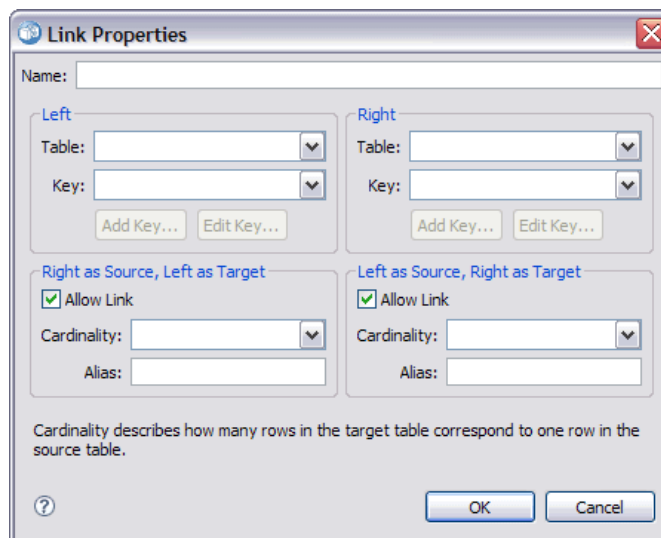 Link Properties
Name:
Left
Right
Table:
Table:
Key:
Key:
Add Key...
Edit Key...
Add Key...
Edit Key...
Right as Source, Left as Target
Left as Source, Right as Target
Allow Link
Allow Link
Cardinality:
Cardinality:
Alias:
Alias:
Cardinality describes how many rows in the target table correspond to one row in the
source table.
?
OK
Cancel